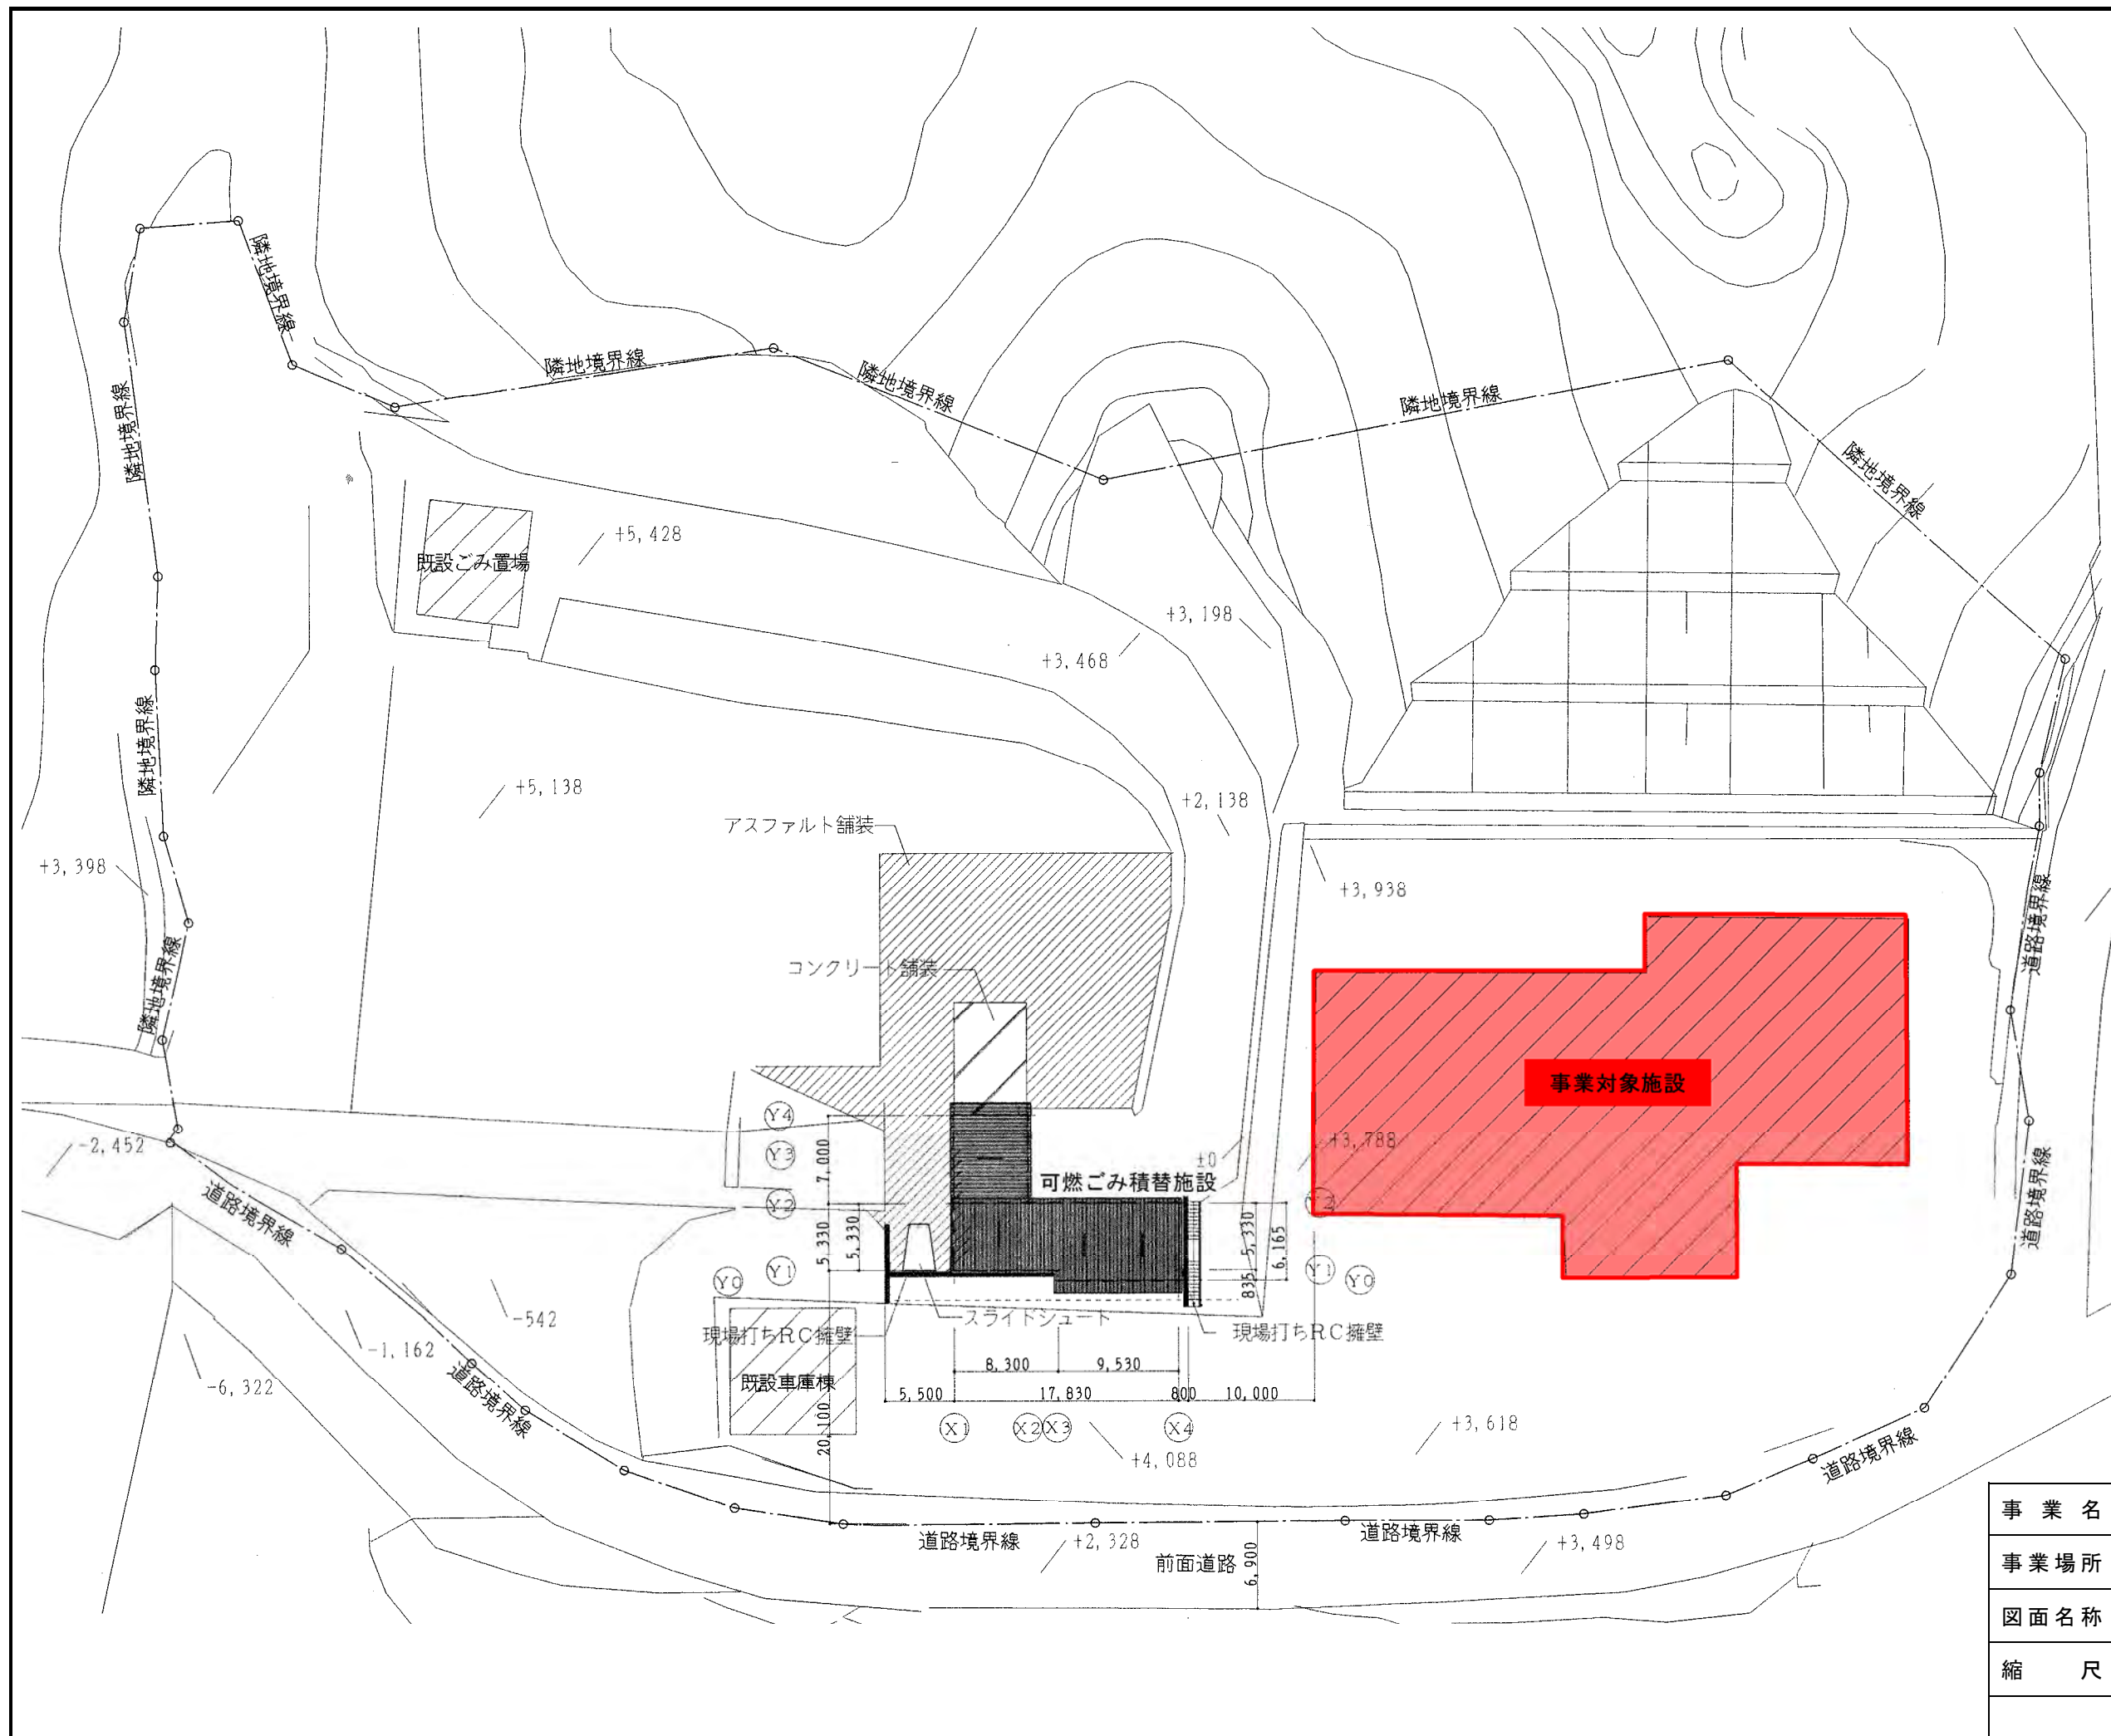 隣地境界線
隣地境界線
隣地境界線
隣地境界線
隣地境界線
隣地境界線
隣地境界線
隣地境界線
既設ごみ置場
+5,428
+3,198
+3,468
+5,138
+2,138
アスファルト舗装
+3,398
+3,938
道路境界線
コンクリート舗装
事業対象施設
Y4
Y3
Y2
Y1
Y0
7,000
5,330
5,330
20,100
-2,452
±0
+3,788
可燃ごみ積替施設
道路境界線
道路境界線
5,330
835
6,165
Y2
Y1
Y0
-542
-1,162
-6,322
スライドシュート
現場打ちRC擁壁
現場打ちRC擁壁
既設車庫棟
8,300
9,530
5,500
17,830
800
10,000
X1
X2
X3
X4
道路境界線
+4,088
+3,618
道路境界線
道路境界線
道路境界線
+2,328
前面道路
6,900
+3,498
事業名
事業場所
図面名称
縮尺